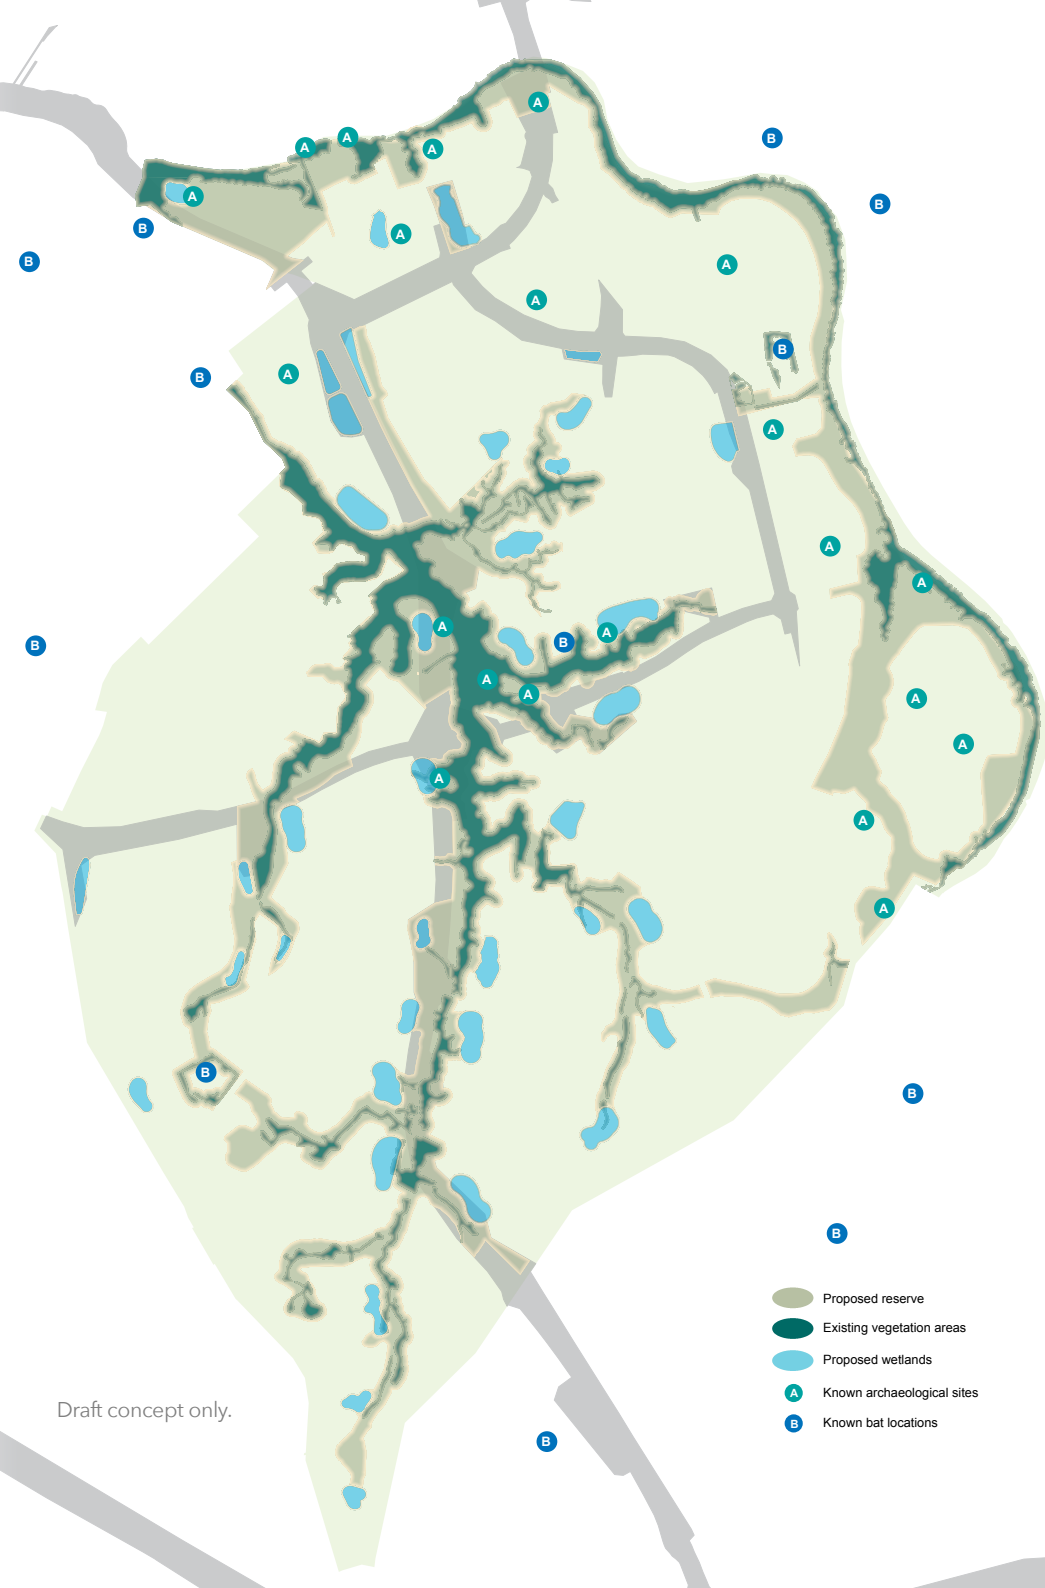 A
B
A
A
A
B
A
B
A
B
A
B
A
B
B
A
A
A
A
A
B
B
A
A
A
A
A
A
A
A
A
B
B
B
Proposed reserve
Existing vegetation areas
Proposed wetlands
A Known archaeological sites
Draft concept only.
B Known bat locations
B